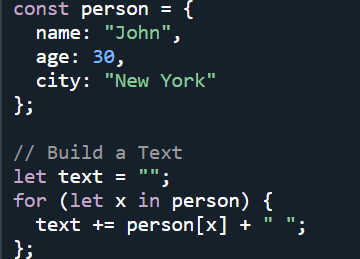 const person = {
  name: "John",
  age: 30,
  city: "New York"
};

// Build a Text
let text = "";
for (let x in person) {
  text += person[x] + " ";
};